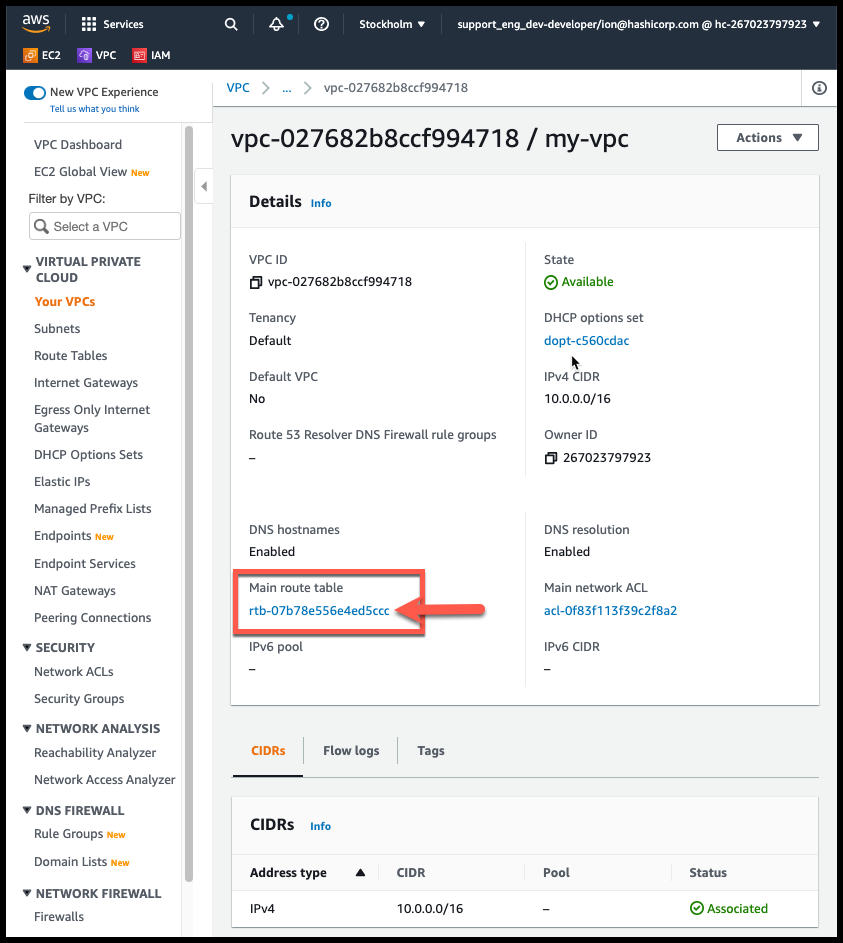 aws
Services
Stockholm ▼
support_eng_dev-developer/ion@hashicorp.com @ hc-267023797923 ▼
EC2
VPC
IAM
New VPC Experience
Tell us what you think
VPC Dashboard
EC2 Global View New
Filter by VPC:
Select a VPC
VIRTUAL PRIVATE
CLOUD
Your VPCs
Subnets
Route Tables
Internet Gateways
Egress Only Internet
Gateways
DHCP Options Sets
Elastic IPs
Managed Prefix Lists
Endpoints New
Endpoint Services
NAT Gateways
Peering Connections
SECURITY
Network ACLs
Security Groups
NETWORK ANALYSIS
Reachability Analyzer
Network Access Analyzer
DNS FIREWALL
Rule Groups New
Domain Lists New
NETWORK FIREWALL
Firewalls
VPC
...
vpc-027682b8ccf994718
vpc-027682b8ccf994718 / my-vpc
Actions ▼
Details Info
VPC ID
vpc-027682b8ccf994718
State
Available
Tenancy
Default
DHCP options set
dopt-c560cdac
Default VPC
No
IPv4 CIDR
10.0.0.0/16
Route 53 Resolver DNS Firewall rule groups
–
Owner ID
267023797923
DNS hostnames
Enabled
DNS resolution
Enabled
Main route table
rtb-07b78e556e4ed5ccc
Main network ACL
acl-0f83f113f39c2f8a2
IPv6 pool
–
IPv6 CIDR
–
CIDRs
Flow logs
Tags
CIDRs Info
Address type ▲ CIDR Pool Status
IPv4 10.0.0.0/16 – Associated